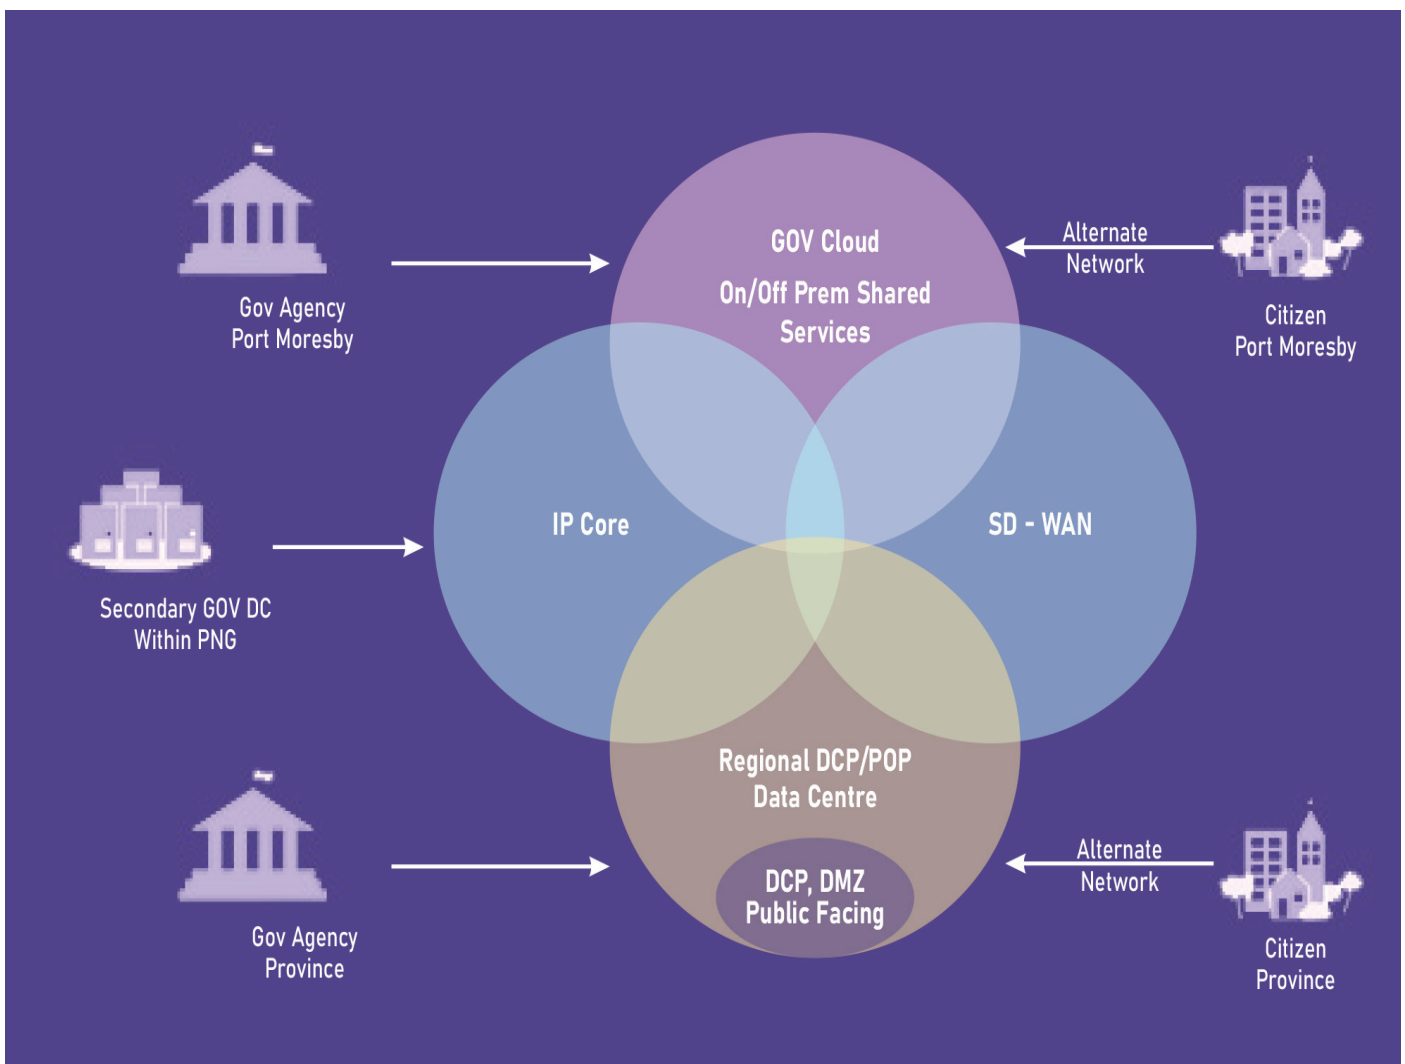 GOV Cloud
On/Off Prem Shared
Services
Alternate
Network
Gov Agency
Port Moresby
Citizen
Port Moresby
IP Core
SD - WAN
Secondary GOV DC
Within PNG
Regional DCP/POP
Data Centre
Alternate
Network
DCP, DMZ
Public Facing
Gov Agency
Province
Citizen
Province